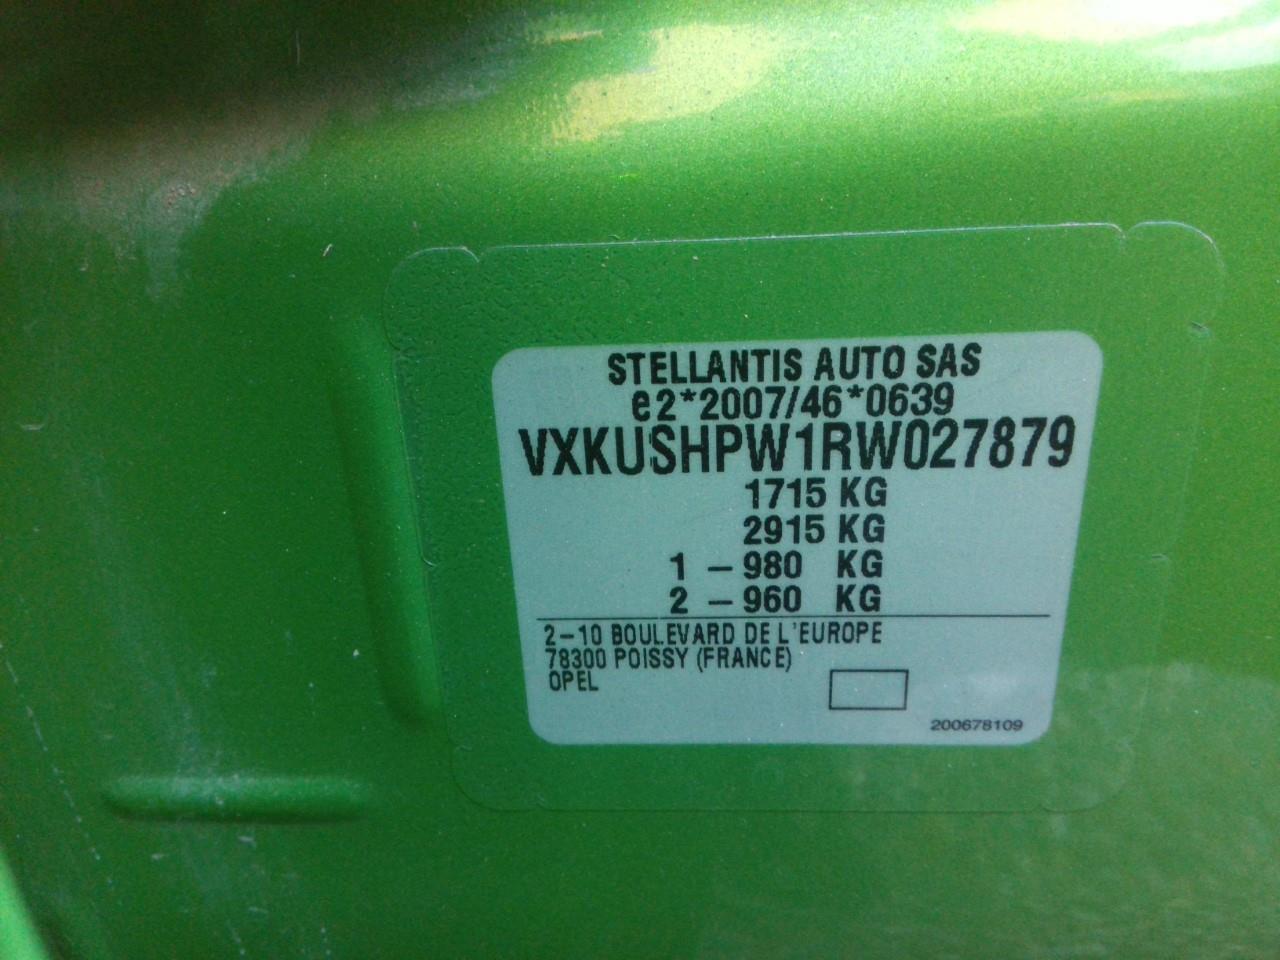 STELLANTIS AUTO SAS
e2*2007/46*0639
VXKUSHPW1RW027879
1715 KG
2915 KG
1 – 980 KG
2 – 960 KG
2–10 BOULEVARD DE L'EUROPE
78300 POISSY (FRANCE)
OPEL
200678109